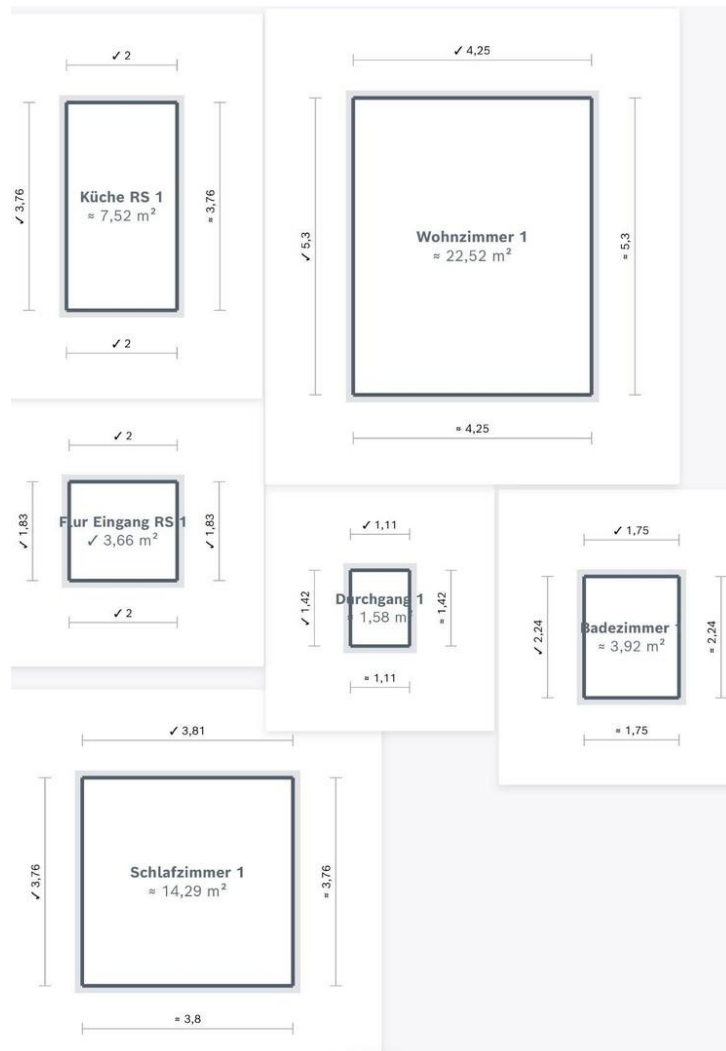 ✓ 2
✓ 3,76
Küche RS 1
≈ 7,52 m²
≈ 3,76
✓ 2
✓ 4,25
✓ 5,3
Wohnzimmer 1
≈ 22,52 m²
≈ 5,3
≈ 4,25
✓ 2
✓ 1,83
Flur Eingang RS 1
✓ 3,66 m²
✓ 1,83
✓ 2
✓ 1,11
✓ 1,42
Durchgang 1
≈ 1,58 m²
≈ 1,42
≈ 1,11
✓ 1,75
✓ 2,24
Badezimmer 1
≈ 3,92 m²
≈ 2,24
≈ 1,75
✓ 3,81
✓ 3,76
Schlafzimmer 1
≈ 14,29 m²
≈ 3,76
≈ 3,8